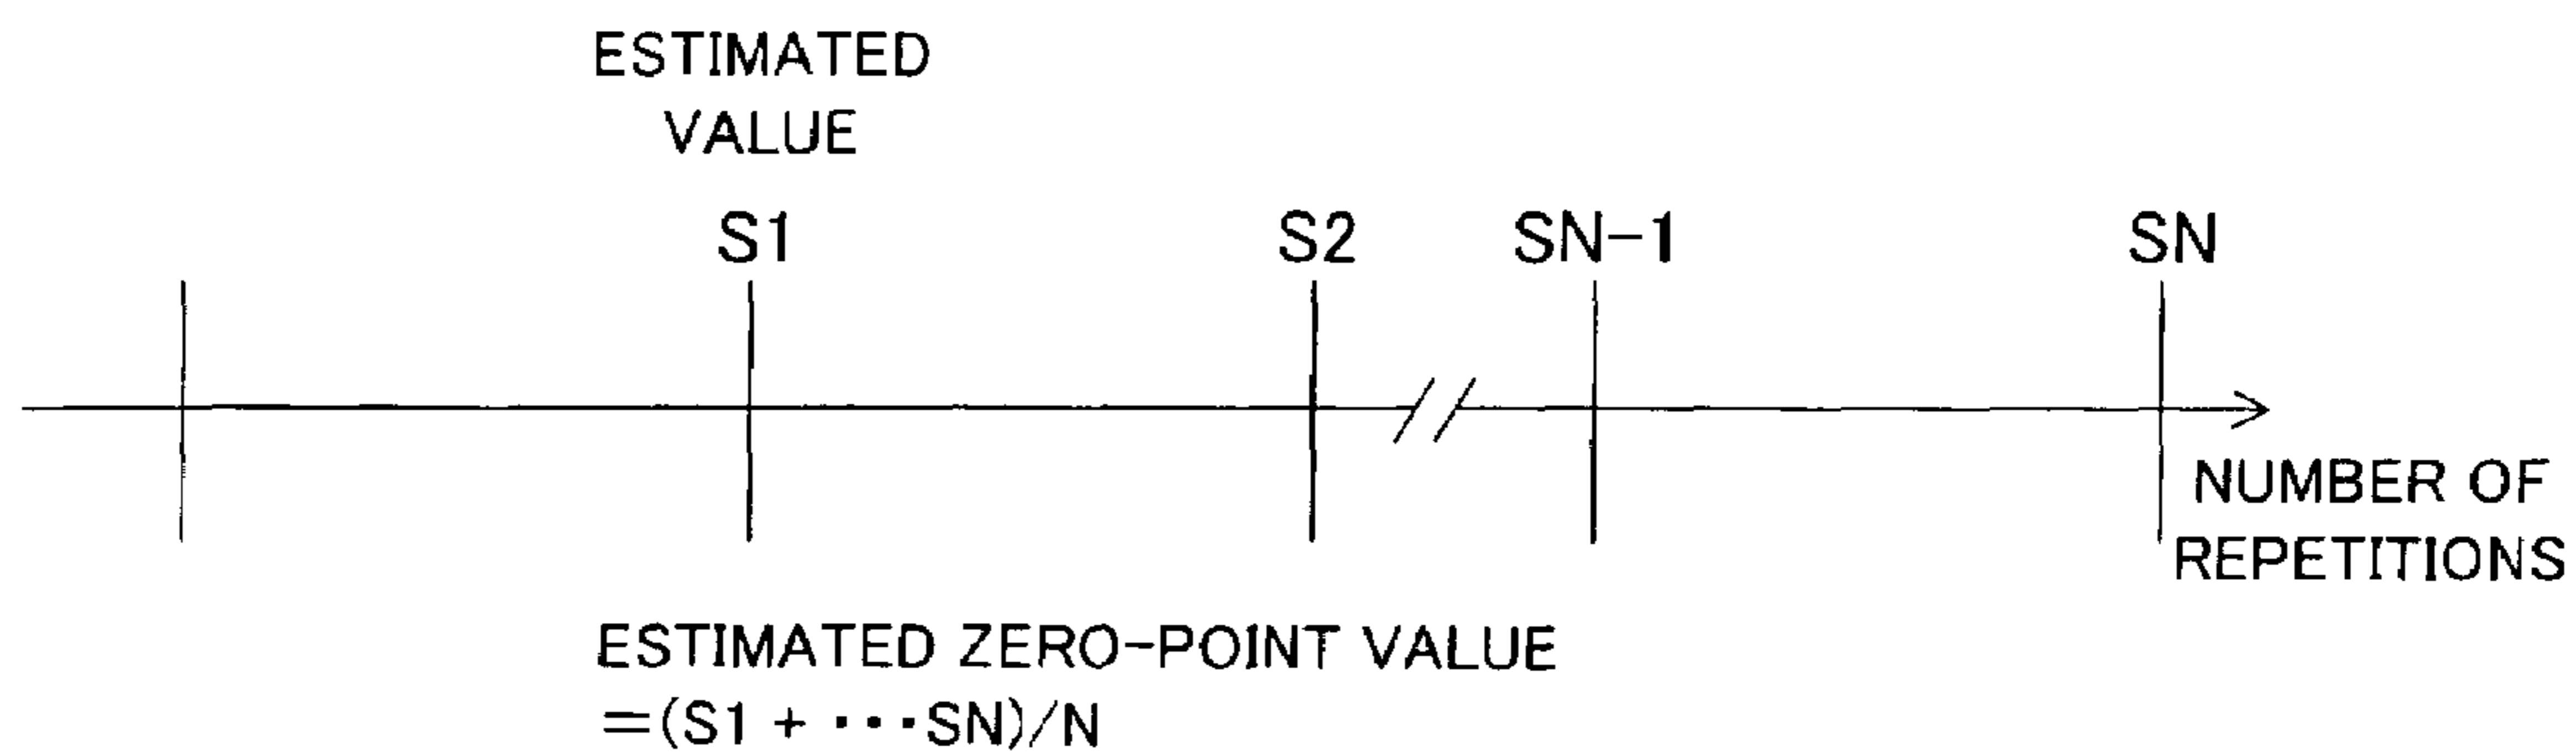 ESTIMATED
VALUE
S1 S2 SN-1 SN
NUMBER OF
REPETITIONS
ESTIMATED ZERO-POINT VALUE
=(S1 + ···SN)/N